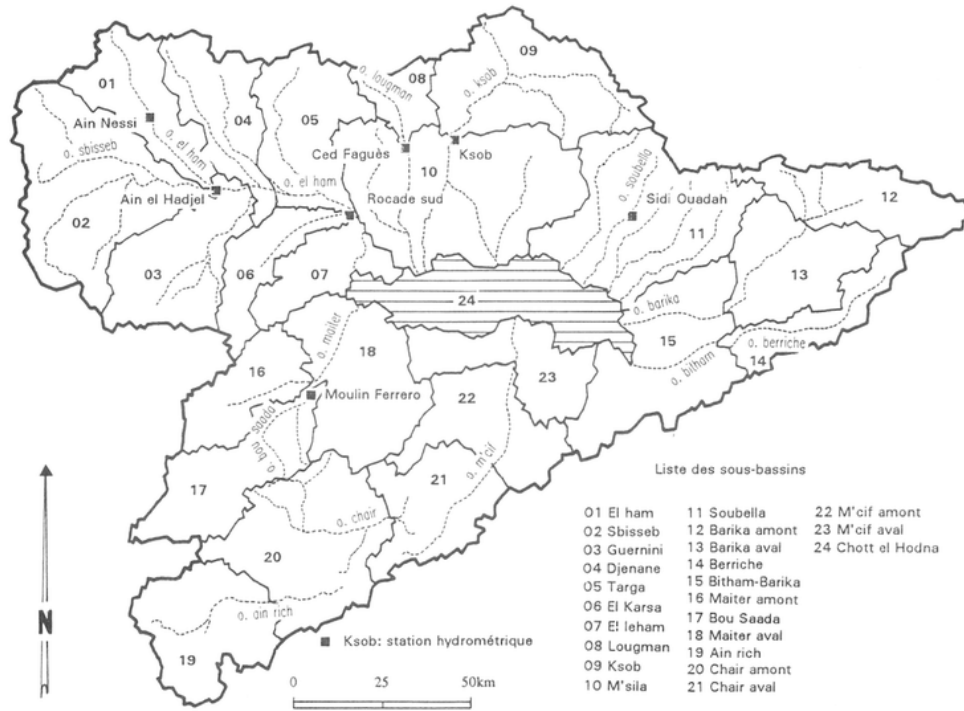 09
01
o. louqman
08
o. ksob
04
05
Ain Nessi
o. sbisseb
o. el ham
Ced Faguès
10
Ksob
o. soubella
o. el ham
Ain el Hadjel
Rocade sud
Sidi Ouadah
12
02
11
03
06
07
13
24
o. barika
o. maiter
15
o. berriche
18
14
16
o. bitham
23
Moulin Ferrero
22
o. bou saada
o. m'cif
21
17
o. chair
20
o. ain rich
19
N
Ksob: station hydrométrique
0 25 50km
Liste des sous-bassins
01 El ham
02 Sbisseb
03 Guernini
04 Djenane
05 Targa
06 El Karsa
07 El leham
08 Lougman
09 Ksob
10 M'sila
11 Soubella
12 Barika amont
13 Barika aval
14 Berriche
15 Bitham-Barika
16 Maiter amont
17 Bou Saada
18 Maiter aval
19 Ain rich
20 Chair amont
21 Chair aval
22 M'cif amont
23 M'cif aval
24 Chott el Hodna